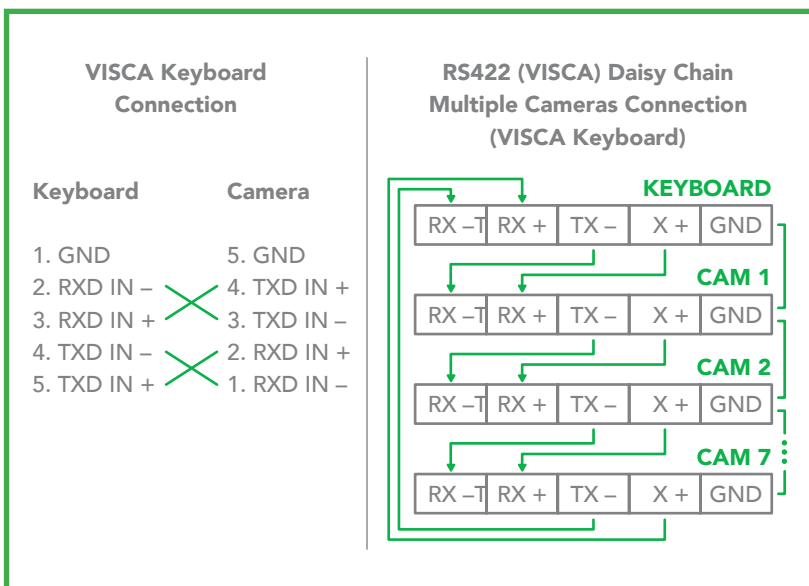 VISCA Keyboard
Connection
Keyboard Camera
1. GND 5. GND
2. RXD IN – 4. TXD IN +
3. RXD IN + 3. TXD IN –
4. TXD IN – 2. RXD IN +
5. TXD IN + 1. RXD IN –
RS422 (VISCA) Daisy Chain
Multiple Cameras Connection
(VISCA Keyboard)
KEYBOARD
RX –T RX + TX – X + GND
CAM 1
RX –T RX + TX – X + GND
CAM 2
RX –T RX + TX – X + GND
CAM 7
RX –T RX + TX – X + GND